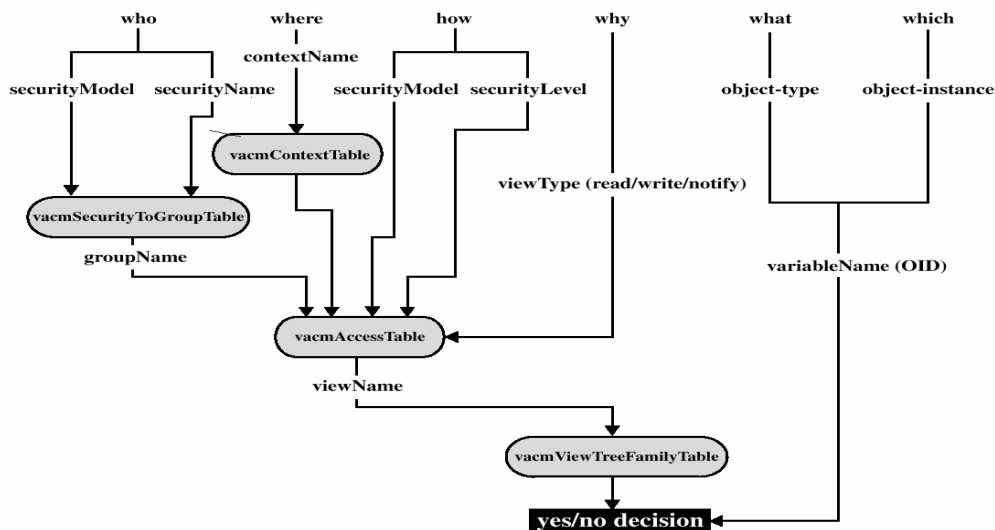 who where how why what which
contextName
securityModel securityName securityModel securityLevel object-type object-instance
vacmContextTable
viewType (read/write/notify)
vacmSecurityToGroupTable
groupName
variableName (OID)
vacmAccessTable
viewName
vacmViewTreeFamilyTable
yes/no decision